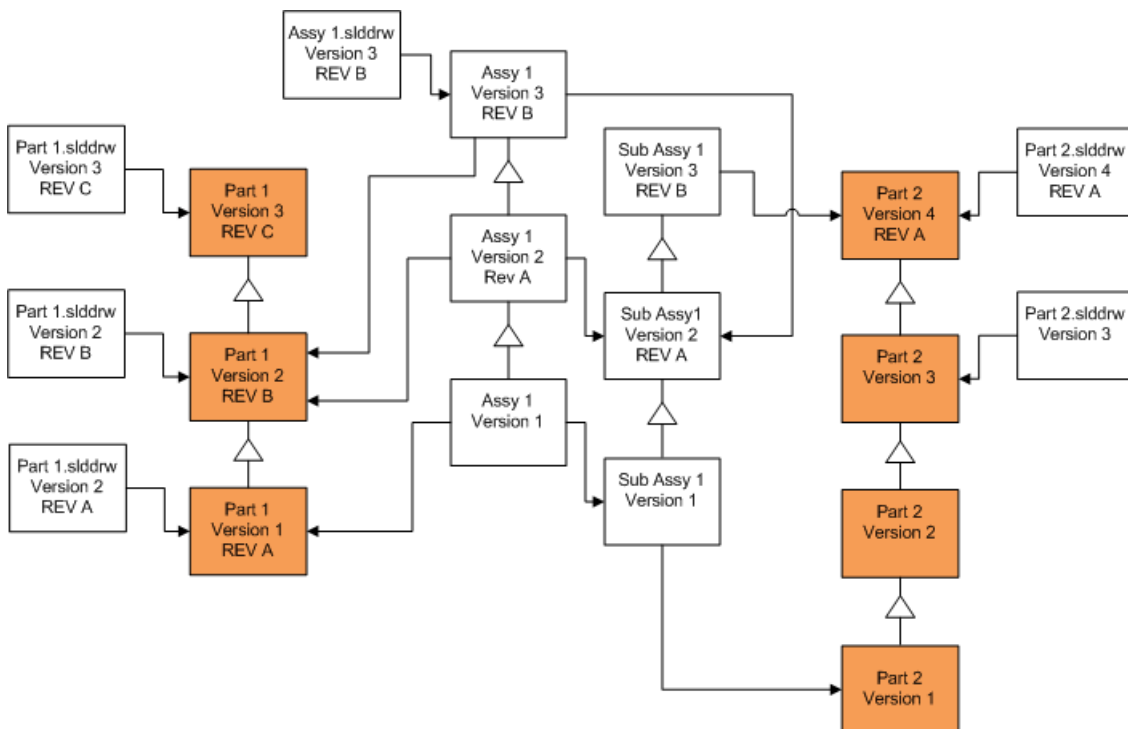 Assy 1.slddrw
Version 3
REV B
Assy 1
Version 3
REV B
Part 1.slddrw
Version 3
REV C
Part 1
Version 3
REV C
Sub Assy 1
Version 3
REV B
Part 2
Version 4
REV A
Part 2.slddrw
Version 4
REV A
Assy 1
Version 2
Rev A
Part 1.slddrw
Version 2
REV B
Part 1
Version 2
REV B
Sub Assy1
Version 2
REV A
Part 2
Version 3
Part 2.slddrw
Version 3
Assy 1
Version 1
Part 1.slddrw
Version 2
REV A
Part 1
Version 1
REV A
Sub Assy 1
Version 1
Part 2
Version 2
Part 2
Version 1